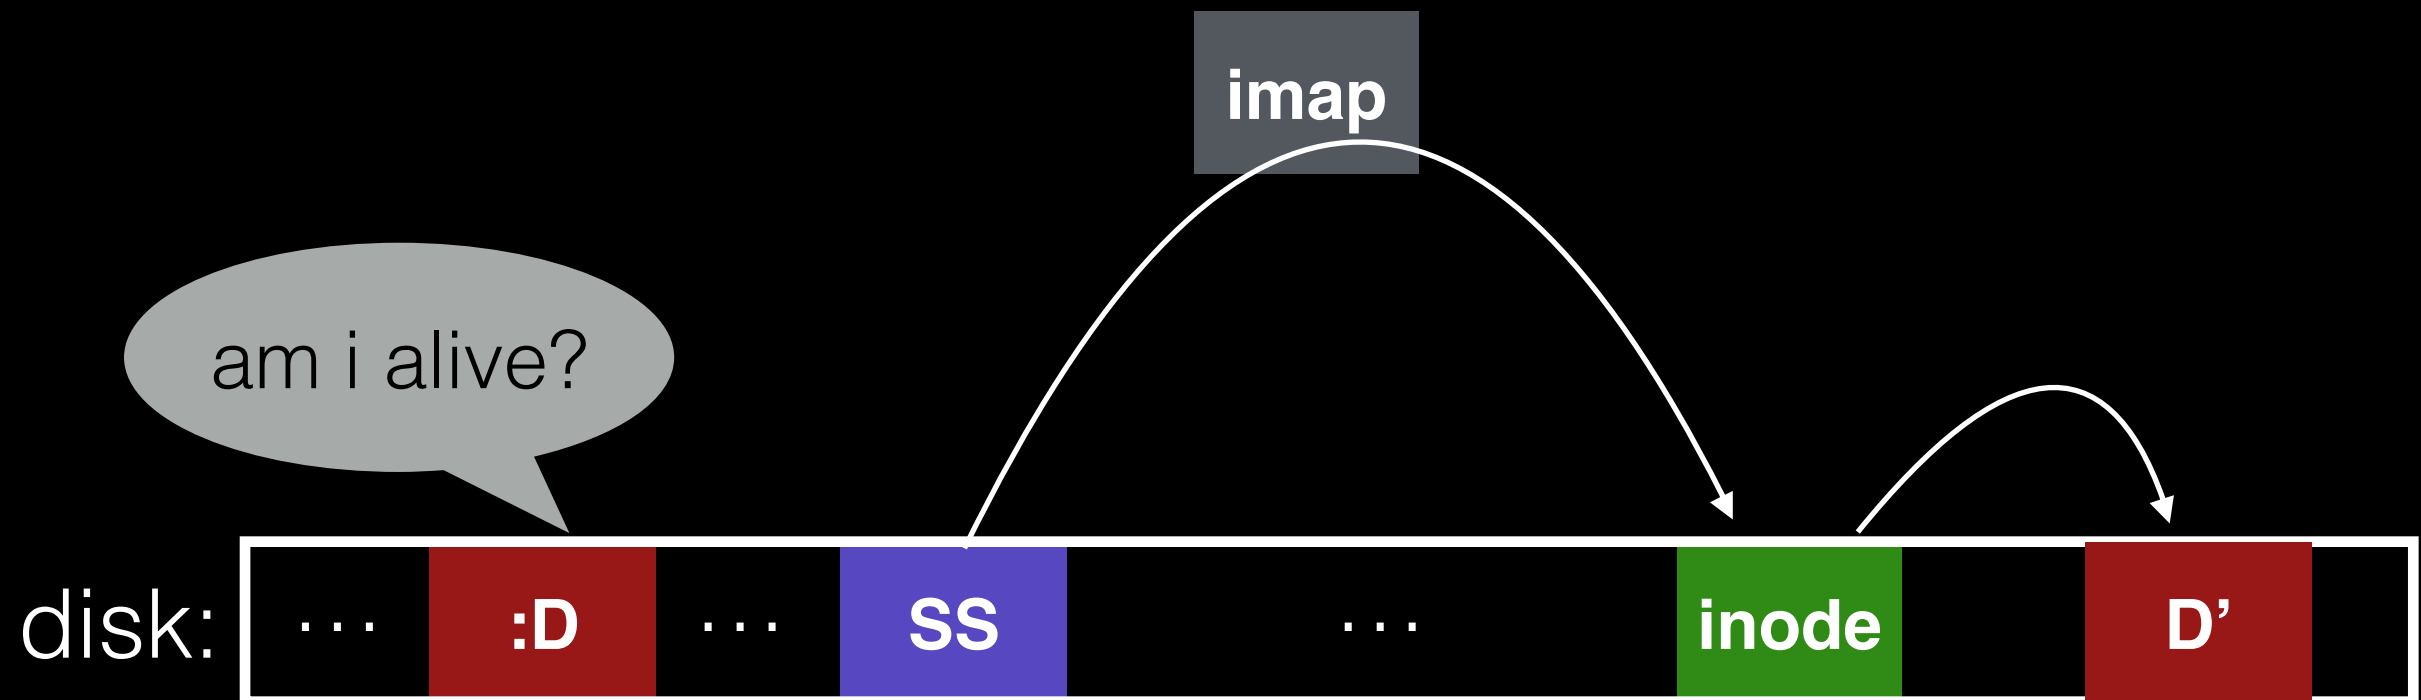 imap
am i alive?
disk: ... :D ... SS ... inode D’